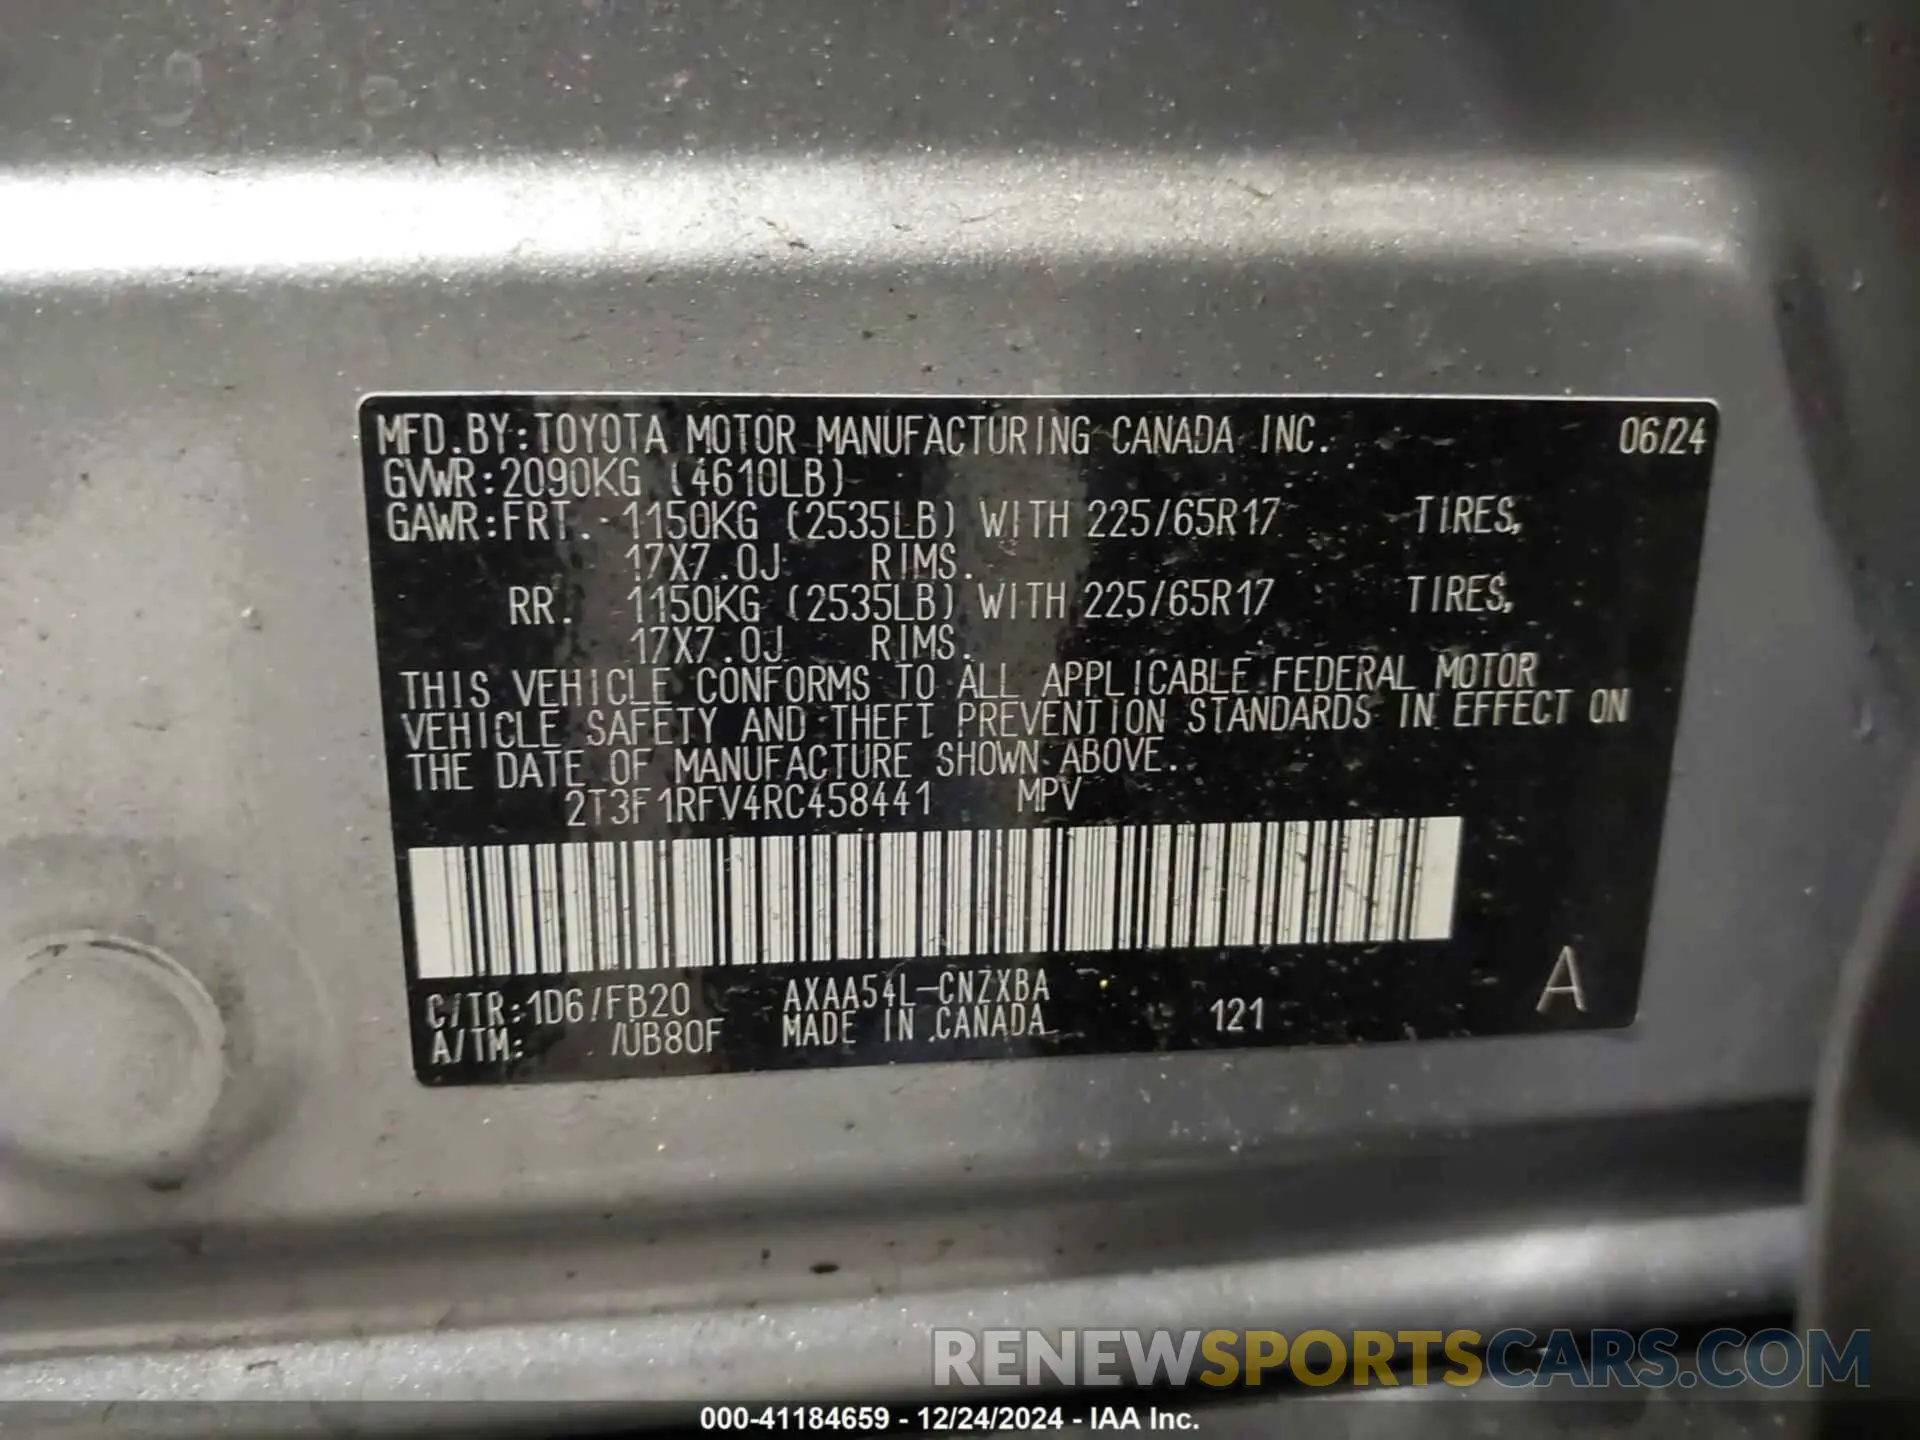 MFD.BY:TOYOTA MOTOR MANUFACTURING CANADA INC. 06/24
GVWR:2090KG (4610LB)
GAWR:FRT. 1150KG (2535LB) WITH 225/65R17 TIRES,
17X7.0J RIMS.
RR. 1150KG (2535LB) WITH 225/65R17 TIRES,
17X7.0J RIMS.
THIS VEHICLE CONFORMS TO ALL APPLICABLE FEDERAL MOTOR
VEHICLE SAFETY AND THEFT PREVENTION STANDARDS IN EFFECT ON
THE DATE OF MANUFACTURE SHOWN ABOVE.
2T3F1RFV4RC458441 MPV
C/TR:1D6/FB20 AXAA54L-CNZXBA
A/TM: /UB80F MADE IN CANADA 121 A
RENEWSPORTSCARS.COM
000-41184659 - 12/24/2024 - IAA Inc.